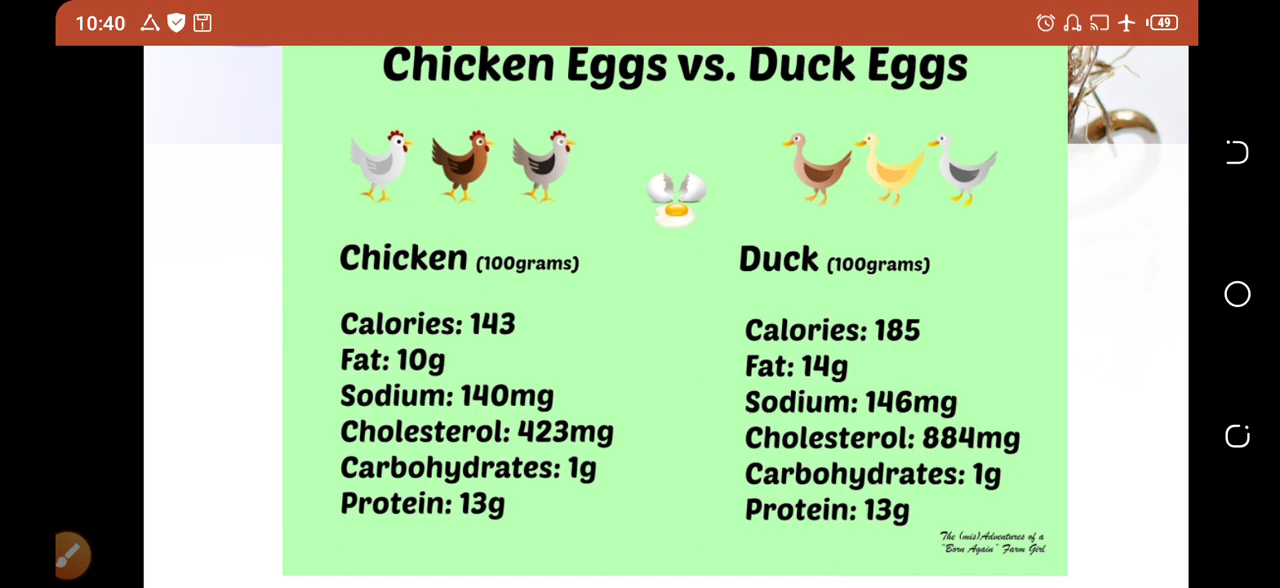 10:40
49
Chicken Eggs vs. Duck Eggs
Chicken (100grams)
Calories: 143
Fat: 10g
Sodium: 140mg
Cholesterol: 423mg
Carbohydrates: 1g
Protein: 13g
Duck (100grams)
Calories: 185
Fat: 14g
Sodium: 146mg
Cholesterol: 884mg
Carbohydrates: 1g
Protein: 13g
The (mis)Adventures of a
"Born Again" Farm Girl